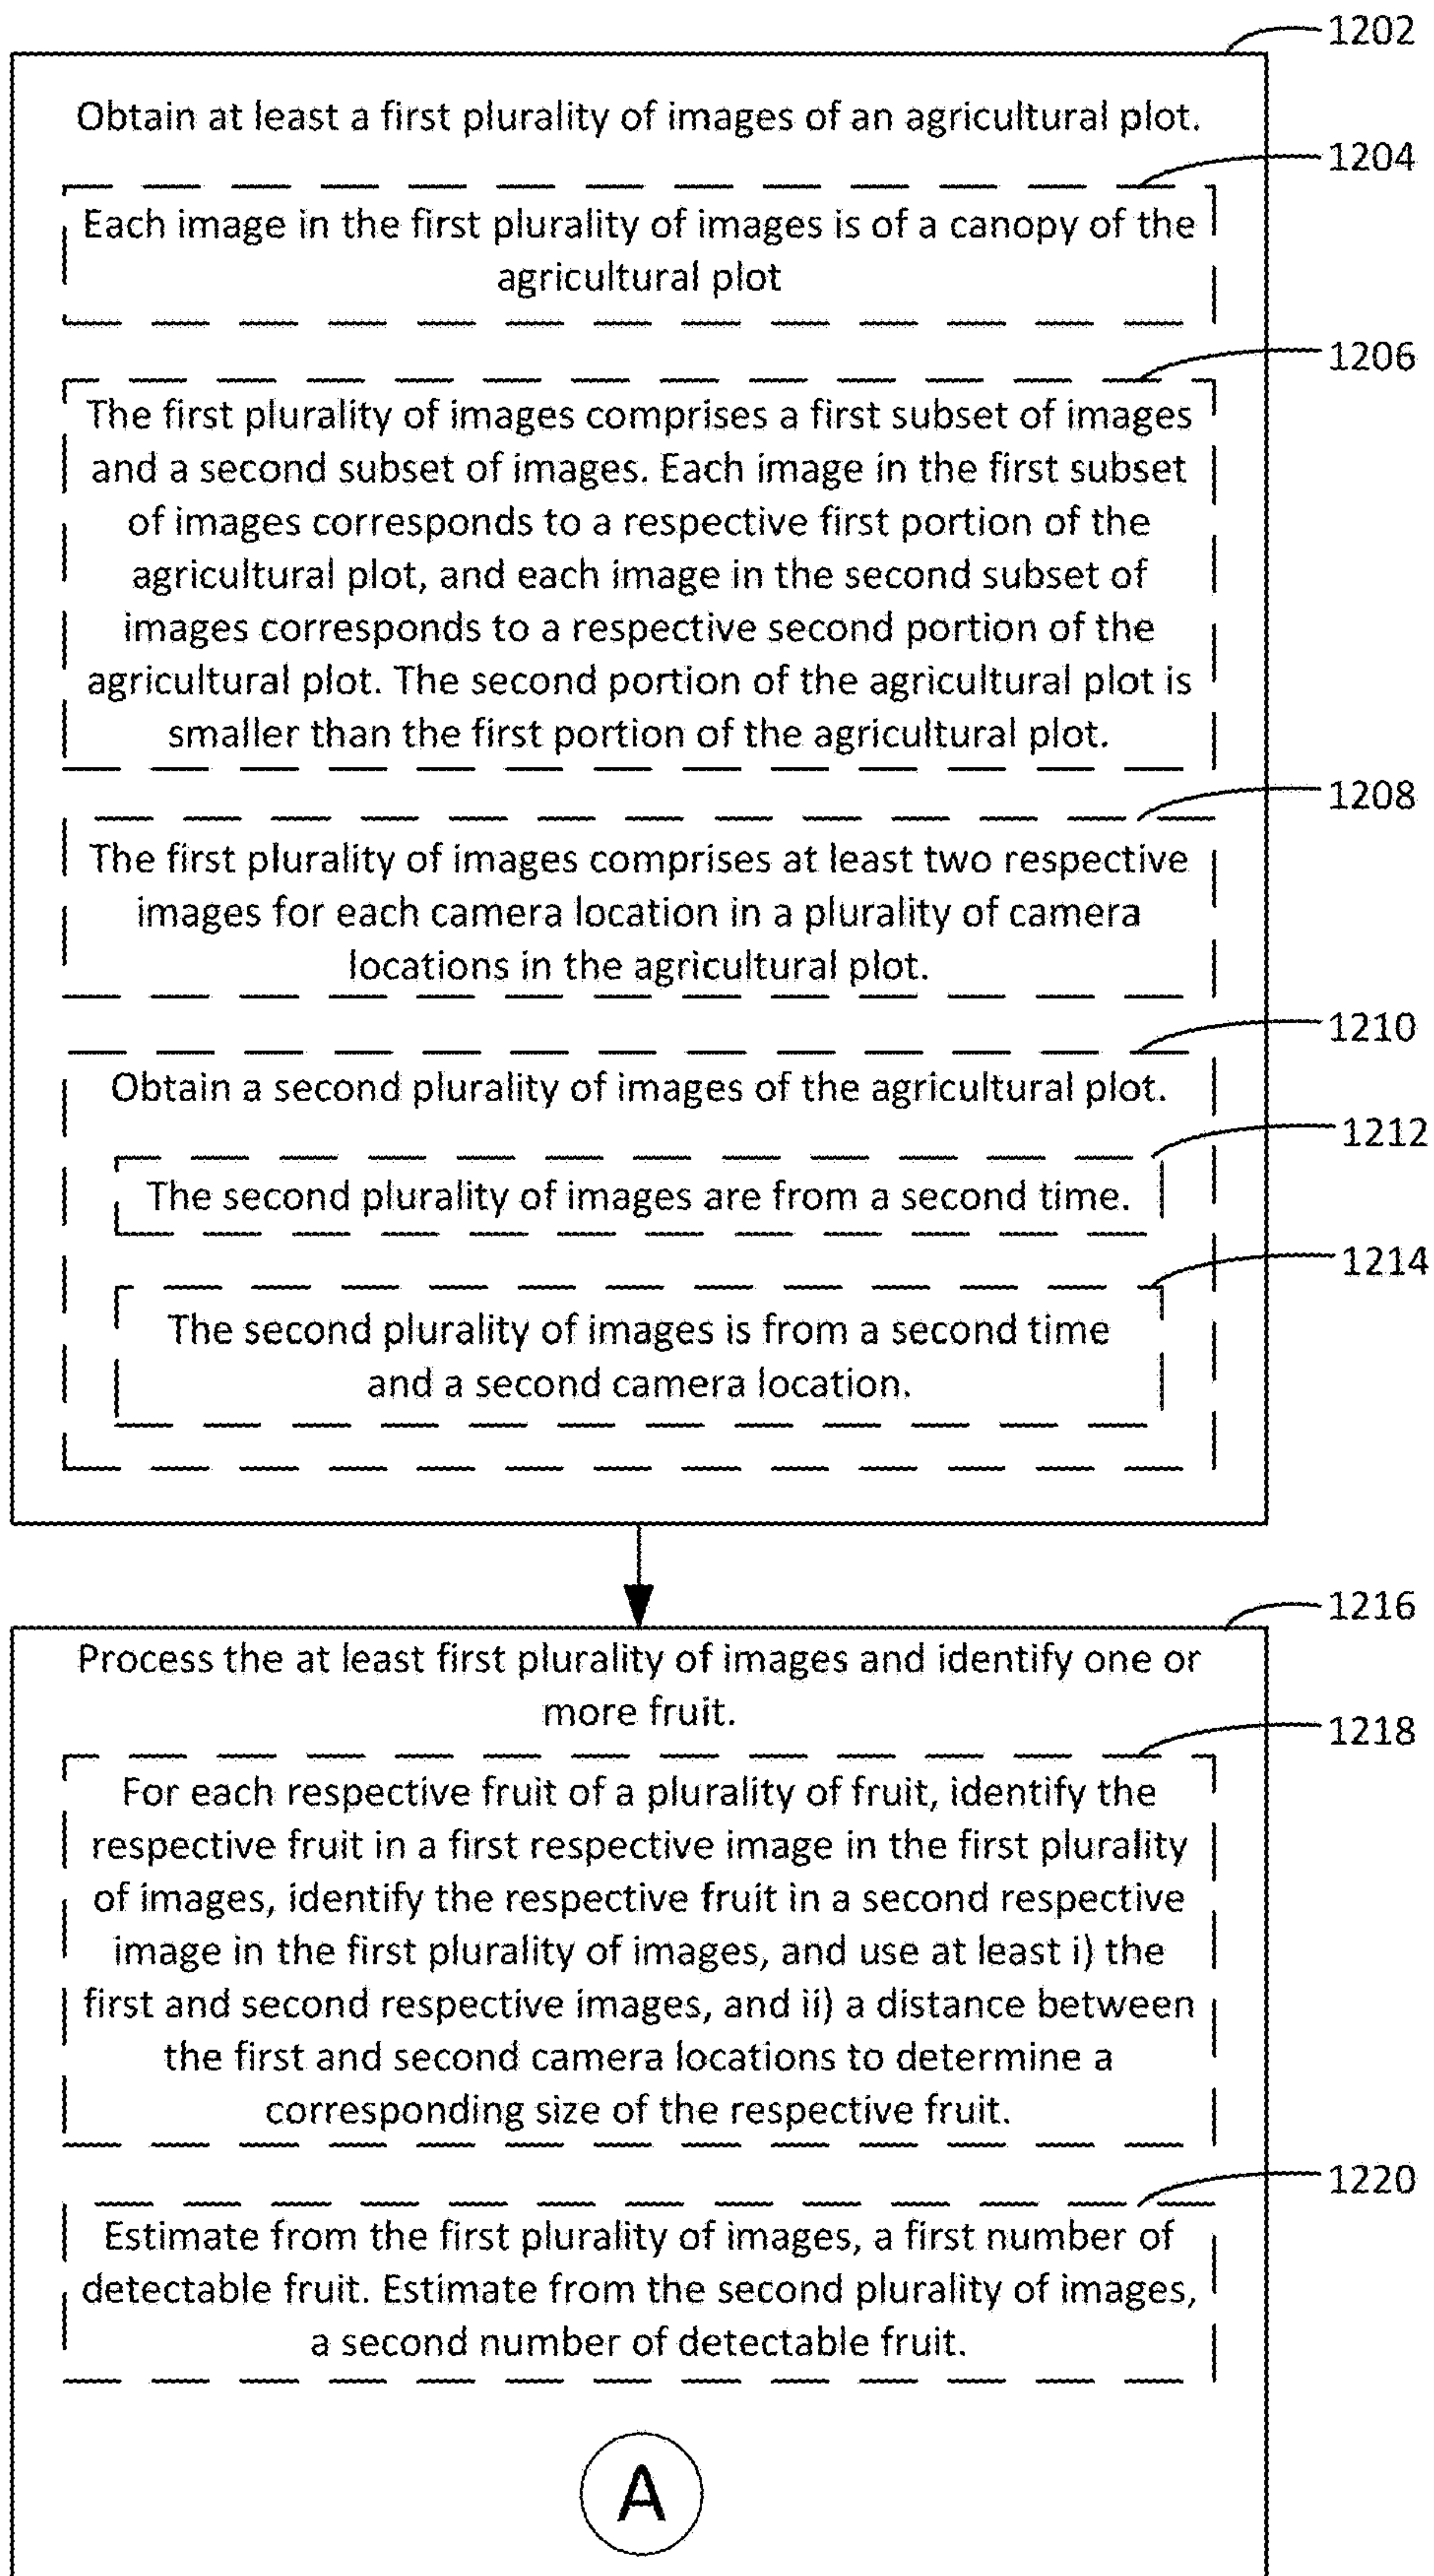 1202
Obtain at least a first plurality of images of an agricultural plot.
1204
Each image in the first plurality of images is of a canopy of the
agricultural plot
1206
The first plurality of images comprises a first subset of images
and a second subset of images. Each image in the first subset
of images corresponds to a respective first portion of the
agricultural plot, and each image in the second subset of
images corresponds to a respective second portion of the
agricultural plot. The second portion of the agricultural plot is
smaller than the first portion of the agricultural plot.
1208
The first plurality of images comprises at least two respective
images for each camera location in a plurality of camera
locations in the agricultural plot.
1210
Obtain a second plurality of images of the agricultural plot.
1212
The second plurality of images are from a second time.
1214
The second plurality of images is from a second time
and a second camera location.
1216
Process the at least first plurality of images and identify one or
more fruit.
1218
For each respective fruit of a plurality of fruit, identify the
respective fruit in a first respective image in the first plurality
of images, identify the respective fruit in a second respective
image in the first plurality of images, and use at least i) the
first and second respective images, and ii) a distance between
the first and second camera locations to determine a
corresponding size of the respective fruit.
1220
Estimate from the first plurality of images, a first number of
detectable fruit. Estimate from the second plurality of images,
a second number of detectable fruit.
A